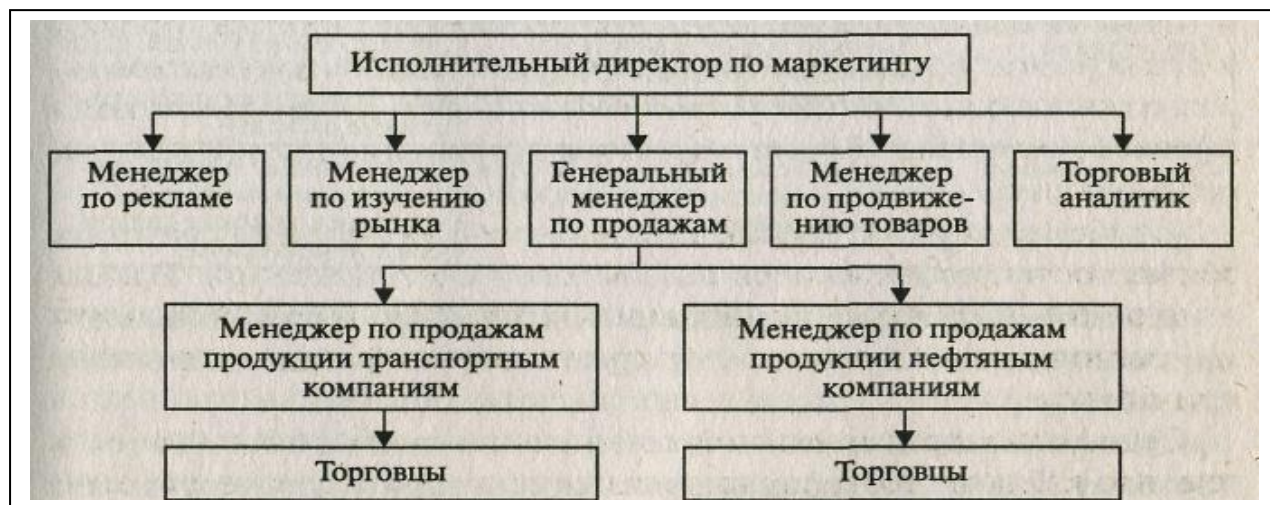 Исполнительный директор по маркетингу
Менеджер
по рекламе
Менеджер
по изучению
рынка
Генеральный
менеджер
по продажам
Менеджер
по продвиже-
нию товаров
Торговый
аналитик
Менеджер по продажам
продукции транспортным
компаниям
Менеджер по продажам
продукции нефтяным
компаниям
Торговцы
Торговцы